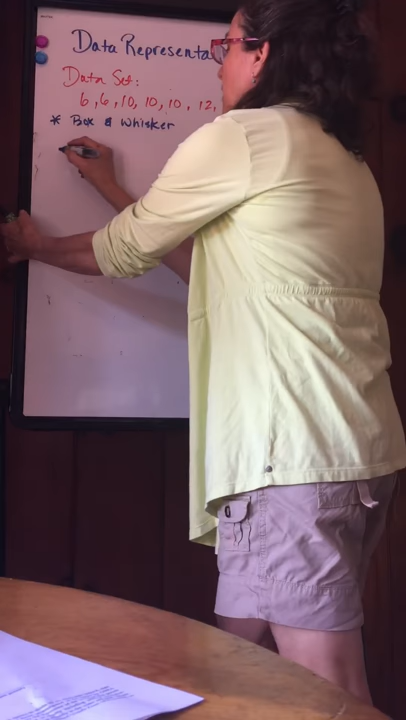 Data Representa
Data Set:
6, 6, 10, 10, 10, 12,
* Box & Whisker